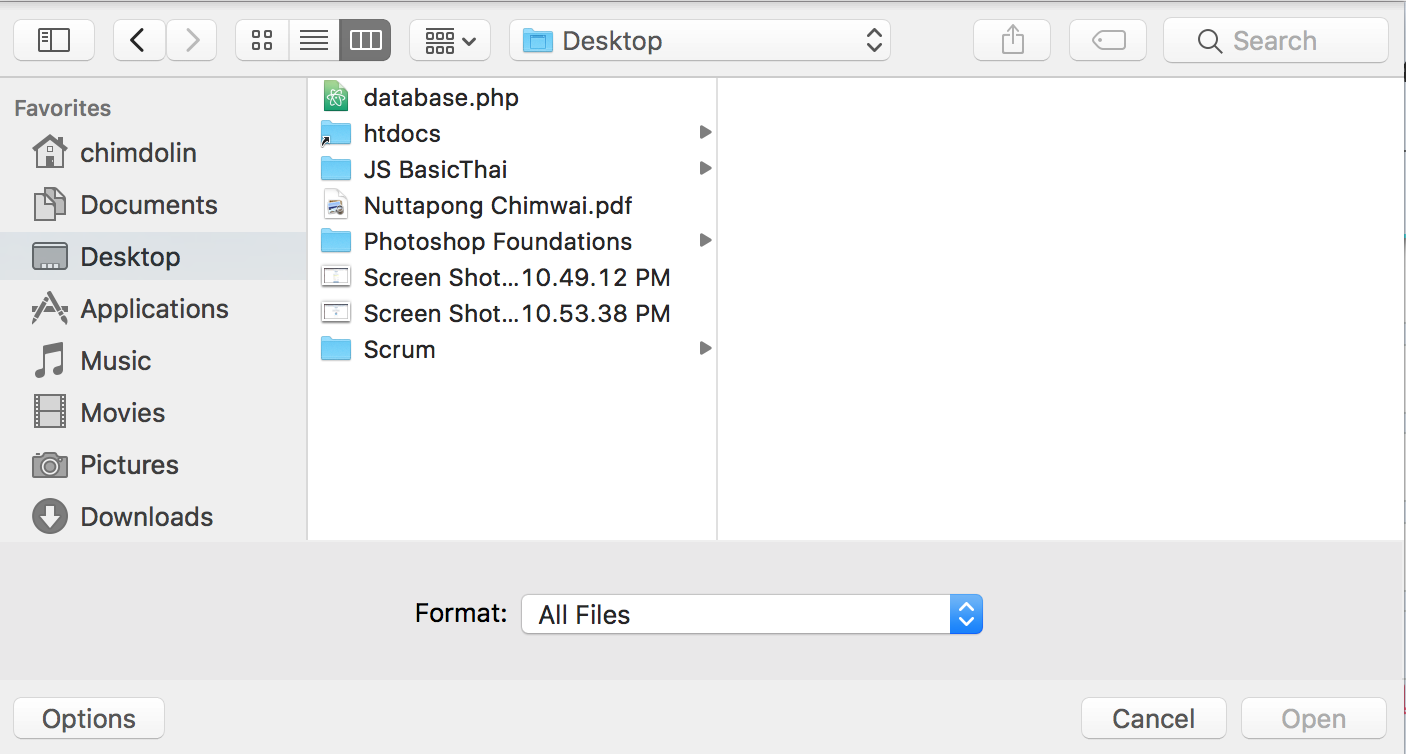 Desktop
Search
Favorites
chimdolin
Documents
Desktop
Applications
Music
Movies
Pictures
Downloads
database.php
htdocs
JS BasicThai
Nuttapong Chimwai.pdf
Photoshop Foundations
Screen Shot...10.49.12 PM
Screen Shot...10.53.38 PM
Scrum
Format: All Files
Options
Cancel
Open